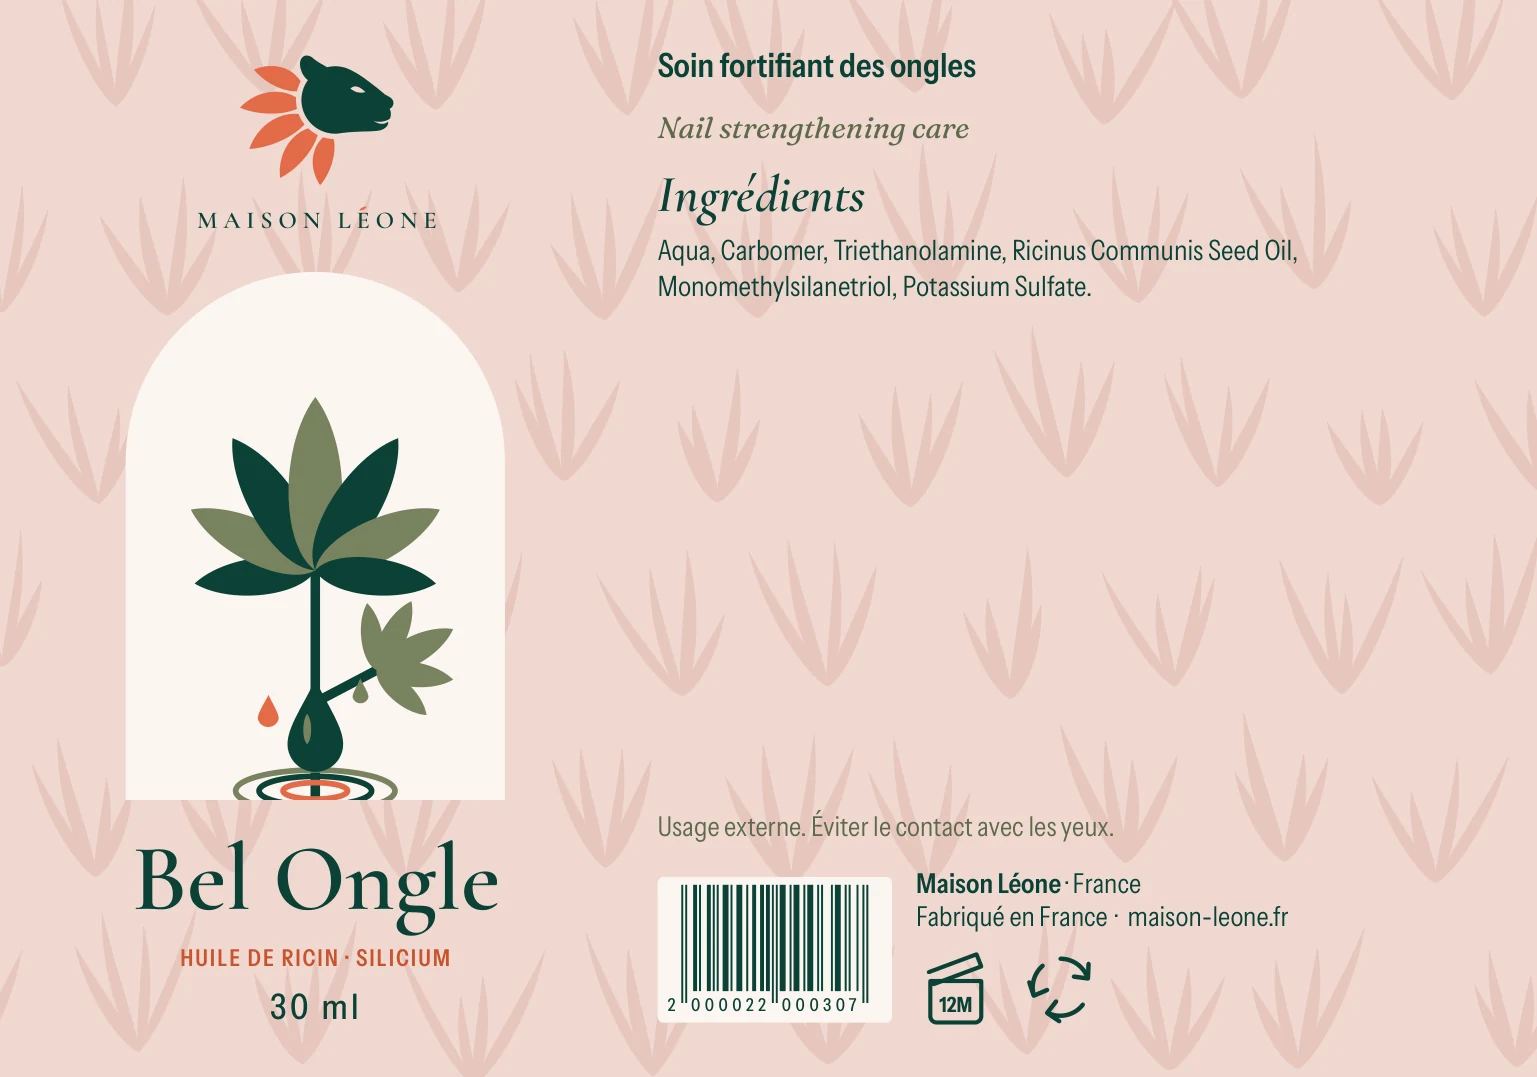 MAISON LÉONE
Bel Ongle
HUILE DE RICIN · SILICIUM
30 ml
Soin fortifiant des ongles
Nail strengthening care
Ingrédients
Aqua, Carbomer, Triethanolamine, Ricinus Communis Seed Oil,
Monomethylsilanetriol, Potassium Sulfate.
Usage externe. Éviter le contact avec les yeux.
2 000022 000307
Maison Léone · France
Fabriqué en France · maison-leone.fr
12M